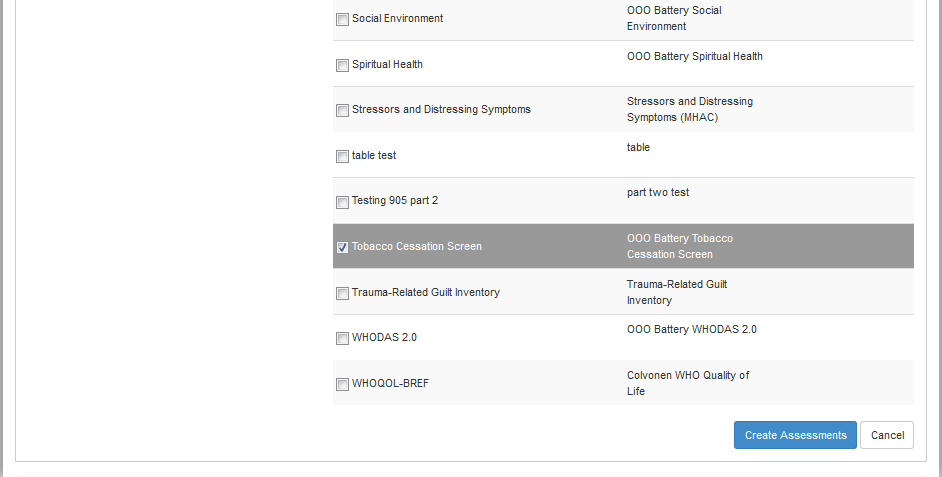 Social Environment
OOO Battery Social
Environment
Spiritual Health
OOO Battery Spiritual Health
Stressors and Distressing Symptoms
Stressors and Distressing
Symptoms (MHAC)
table test
table
Testing 905 part 2
part two test
Tobacco Cessation Screen
OOO Battery Tobacco
Cessation Screen
Trauma-Related Guilt Inventory
Trauma-Related Guilt
Inventory
WHODAS 2.0
OOO Battery WHODAS 2.0
WHOQOL-BREF
Colvonen WHO Quality of
Life
Create Assessments
Cancel